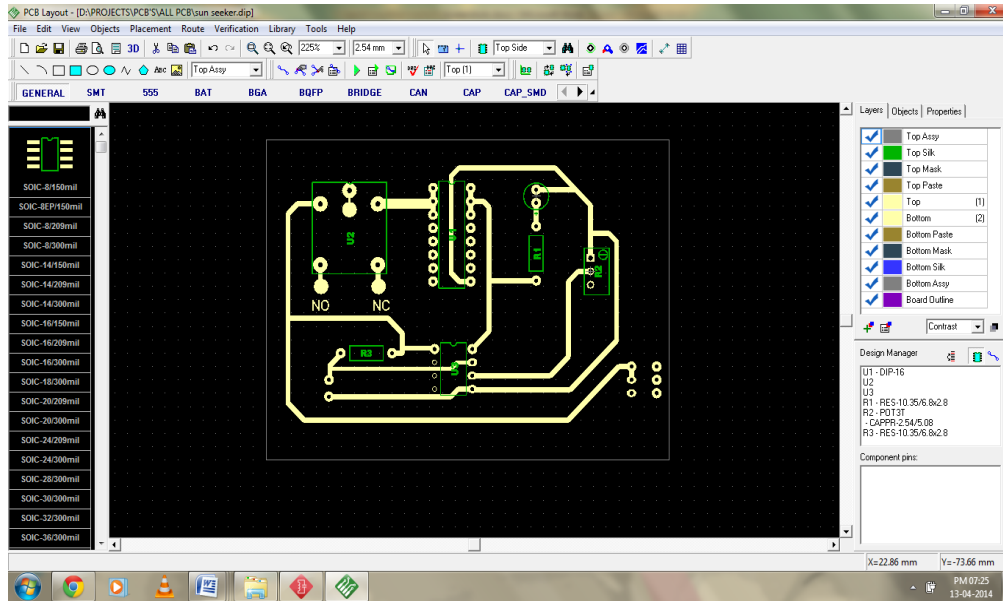 PCB Layout - [D:\PROJECTS\PCB'S\ALL PCB\sun seeker.dip]
File Edit View Objects Placement Route Verification Library Tools Help
3D 225% 2.54 mm Top Side
Abc Top Assy Top (1)
GENERAL SMT 555 BAT BGA BQFP BRIDGE CAN CAP CAP_SMD
SOIC-8/150mil
SOIC-8EP/150mil
SOIC-8/209mil
SOIC-8/300mil
SOIC-14/150mil
SOIC-14/209mil
SOIC-14/300mil
SOIC-16/150mil
SOIC-16/209mil
SOIC-16/300mil
SOIC-18/300mil
SOIC-20/209mil
SOIC-20/300mil
SOIC-24/209mil
SOIC-24/300mil
SOIC-28/300mil
SOIC-30/300mil
SOIC-32/300mil
SOIC-36/300mil
U2
U1
R1
R2
NO NC
R3
U3
Layers Objects Properties
Top Assy
Top Silk
Top Mask
Top Paste
Top (1)
Bottom (2)
Bottom Paste
Bottom Mask
Bottom Silk
Bottom Assy
Board Outline
Contrast
Design Manager
U1 - DIP-16
U2
U3
R1 - RES-10.35/6.8x2.8
R2 - POT3T
- CAPPR-2.54/5.08
R3 - RES-10.35/6.8x2.8
Component pins:
X=22.86 mm Y=-73.66 mm
PM 07:25
13-04-2014